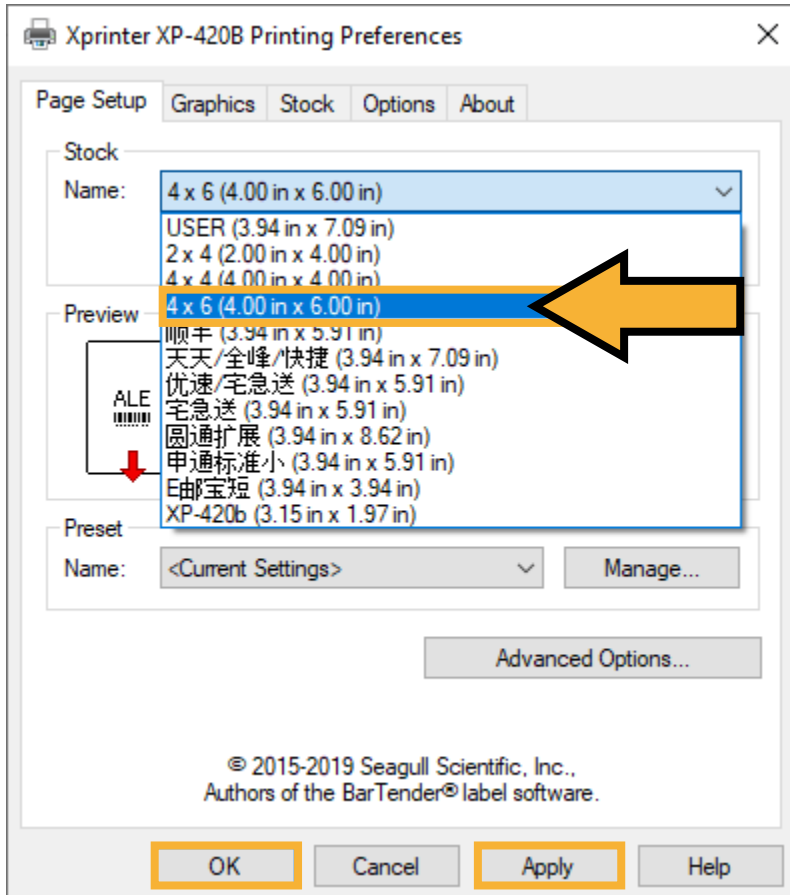 Xprinter XP-420B Printing Preferences
Page Setup Graphics Stock Options About
Stock
Name: 4 x 6 (4.00 in x 6.00 in)
USER (3.94 in x 7.09 in)
2 x 4 (2.00 in x 4.00 in)
4 x 4 (4.00 in x 4.00 in)
4 x 6 (4.00 in x 6.00 in)
Preview
顺丰 (3.94 in x 5.91 in)
天天/全峰/快捷 (3.94 in x 7.09 in)
优速/宅急送 (3.94 in x 5.91 in)
ALE
宅急送 (3.94 in x 5.91 in)
圆通扩展 (3.94 in x 8.62 in)
申通标准小 (3.94 in x 5.91 in)
E邮宝短 (3.94 in x 3.94 in)
XP-420b (3.15 in x 1.97 in)
Preset
Name: <Current Settings> Manage...
Advanced Options...
© 2015-2019 Seagull Scientific, Inc.,
Authors of the BarTender® label software.
OK Cancel Apply Help